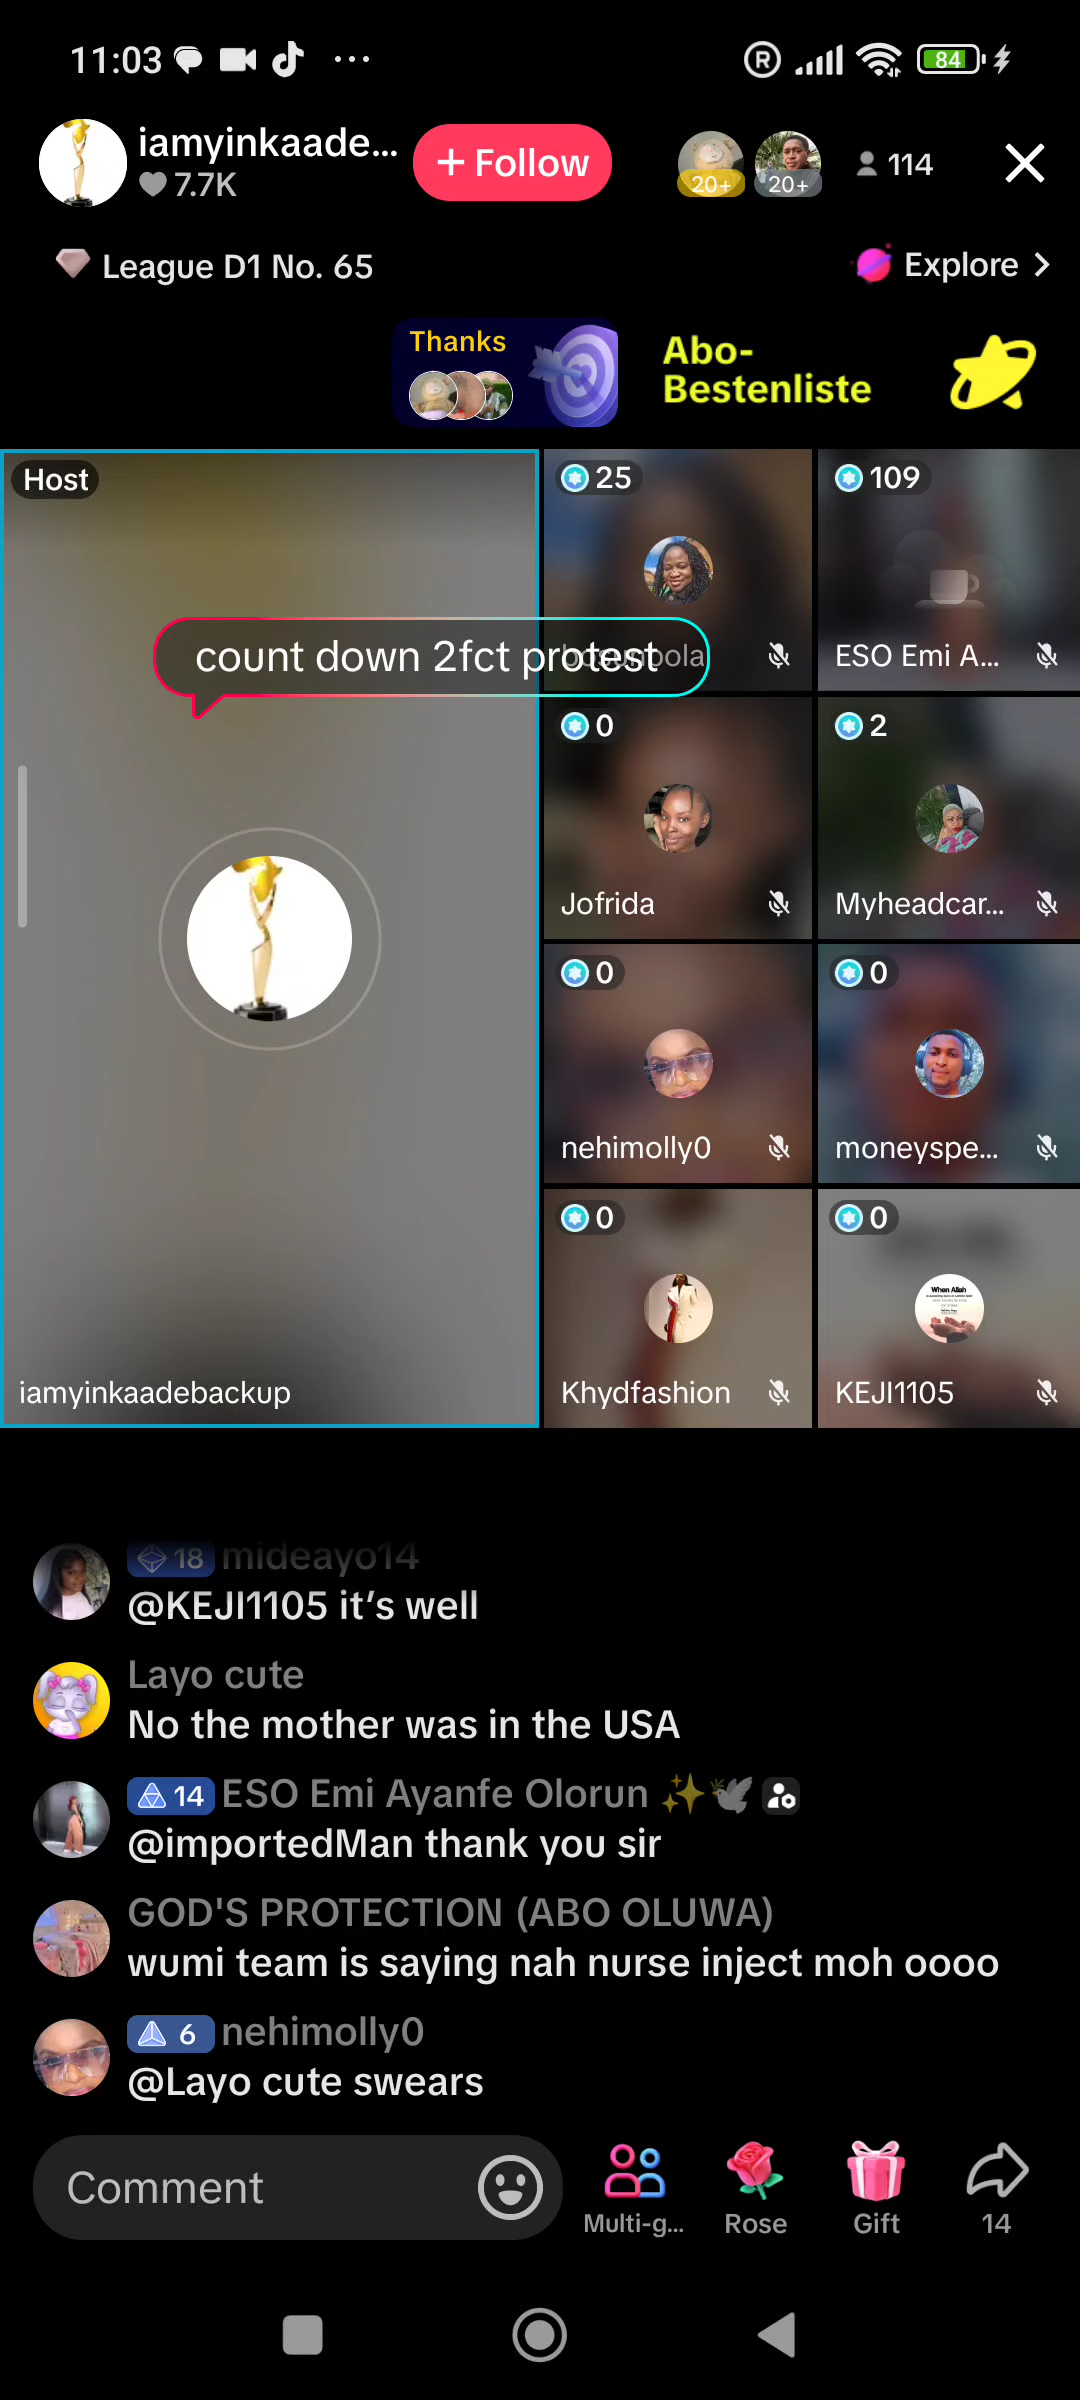 11:03
R
84
iamyinkaade...
7.7K
+ Follow
20+
20+
114
League D1 No. 65
Explore
Thanks
Abo-
Bestenliste
Host
25
109
count down 2fct protest
ESO Emi A...
0
2
Jofrida
Myheadcar...
0
0
nehimolly0
moneyspe...
0
0
When Allah
iamyinkaadebackup
Khydfashion
KEJI1105
18 mideayo14
@KEJI1105 it's well
Layo cute
No the mother was in the USA
14 ESO Emi Ayanfe Olorun ✨🕊
@importedMan thank you sir
GOD'S PROTECTION (ABO OLUWA)
wumi team is saying nah nurse inject moh oooo
6 nehimolly0
@Layo cute swears
Comment
Multi-g...
Rose
Gift
14